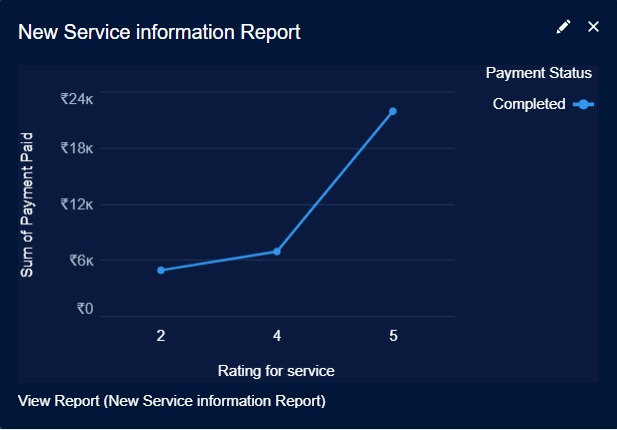 New Service information Report
Payment Status
Completed
Sum of Payment Paid
₹24K
₹18K
₹12K
₹6K
₹0
2 4 5
Rating for service
View Report (New Service information Report)